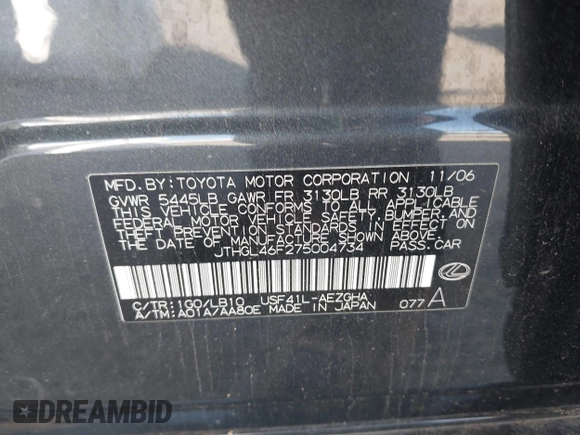 MFD. BY: TOYOTA MOTOR CORPORATION 11/06
GVWR 5445LB GAWR FR 3130LB RR 3130LB
THIS VEHICLE CONFORMS TO ALL APPLICABLE
FEDERAL MOTOR VEHICLE SAFETY, BUMPER, AND
THEFT PREVENTION STANDARDS IN EFFECT ON
THE DATE OF MANUFACTURE SHOWN ABOVE.
JTHGL46F275004734 PASS. CAR
C/TR: 1G0/LB10 USF41L-AEZGHA
A/TM: A01A/AA80E MADE IN JAPAN 077 A
DREAMBID